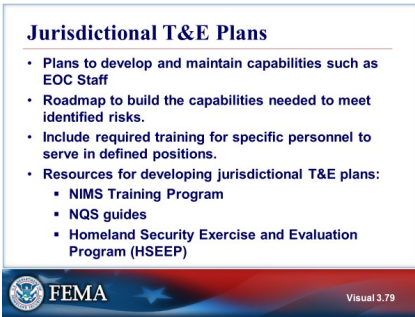 Jurisdictional T&E Plans
• Plans to develop and maintain capabilities such as
EOC Staff
• Roadmap to build the capabilities needed to meet
identified risks.
• Include required training for specific personnel to
serve in defined positions.
• Resources for developing jurisdictional T&E plans:
▪ NIMS Training Program
▪ NQS guides
▪ Homeland Security Exercise and Evaluation
Program (HSEEP)
FEMA
Visual 3.79